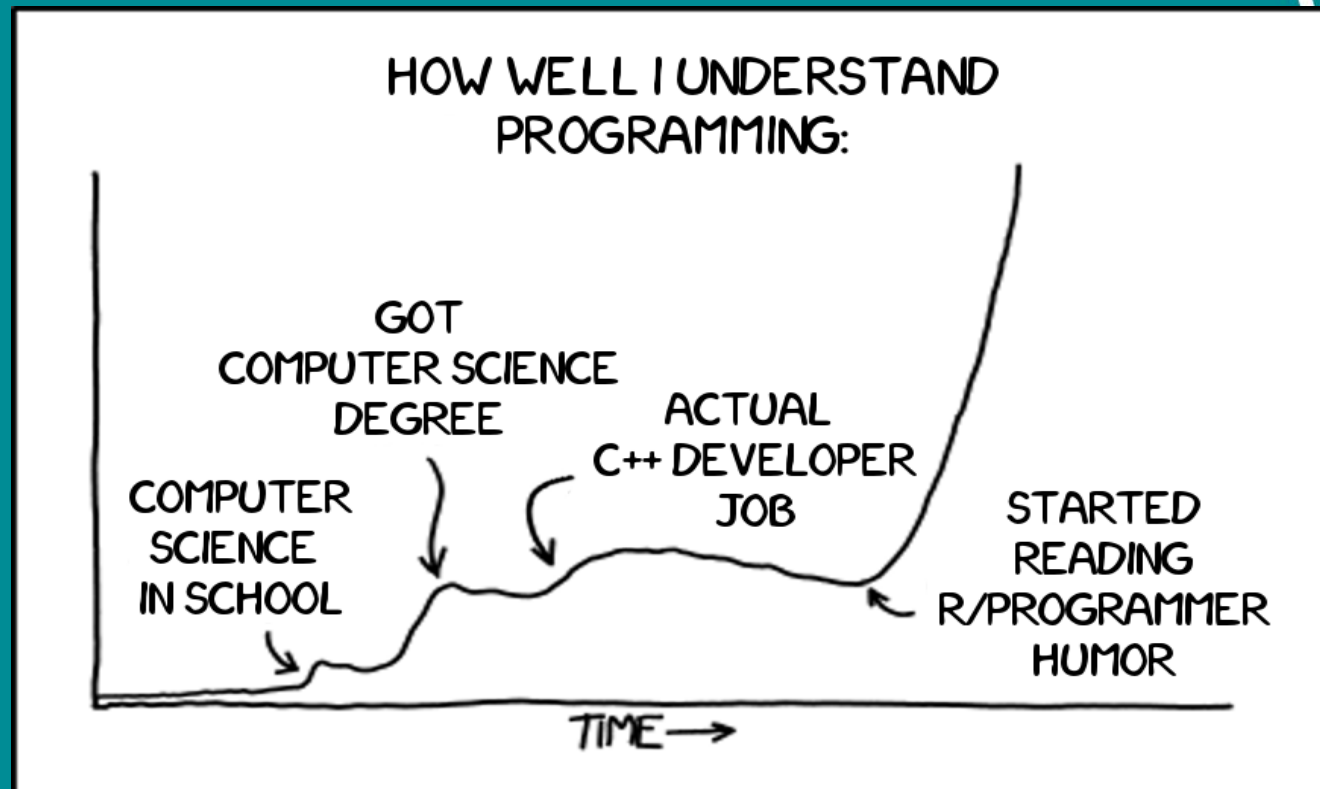 HOW WELL I UNDERSTAND
PROGRAMMING:
GOT
COMPUTER SCIENCE
DEGREE
ACTUAL
C++ DEVELOPER
JOB
COMPUTER
SCIENCE
IN SCHOOL
STARTED
READING
R/PROGRAMMER
HUMOR
TIME